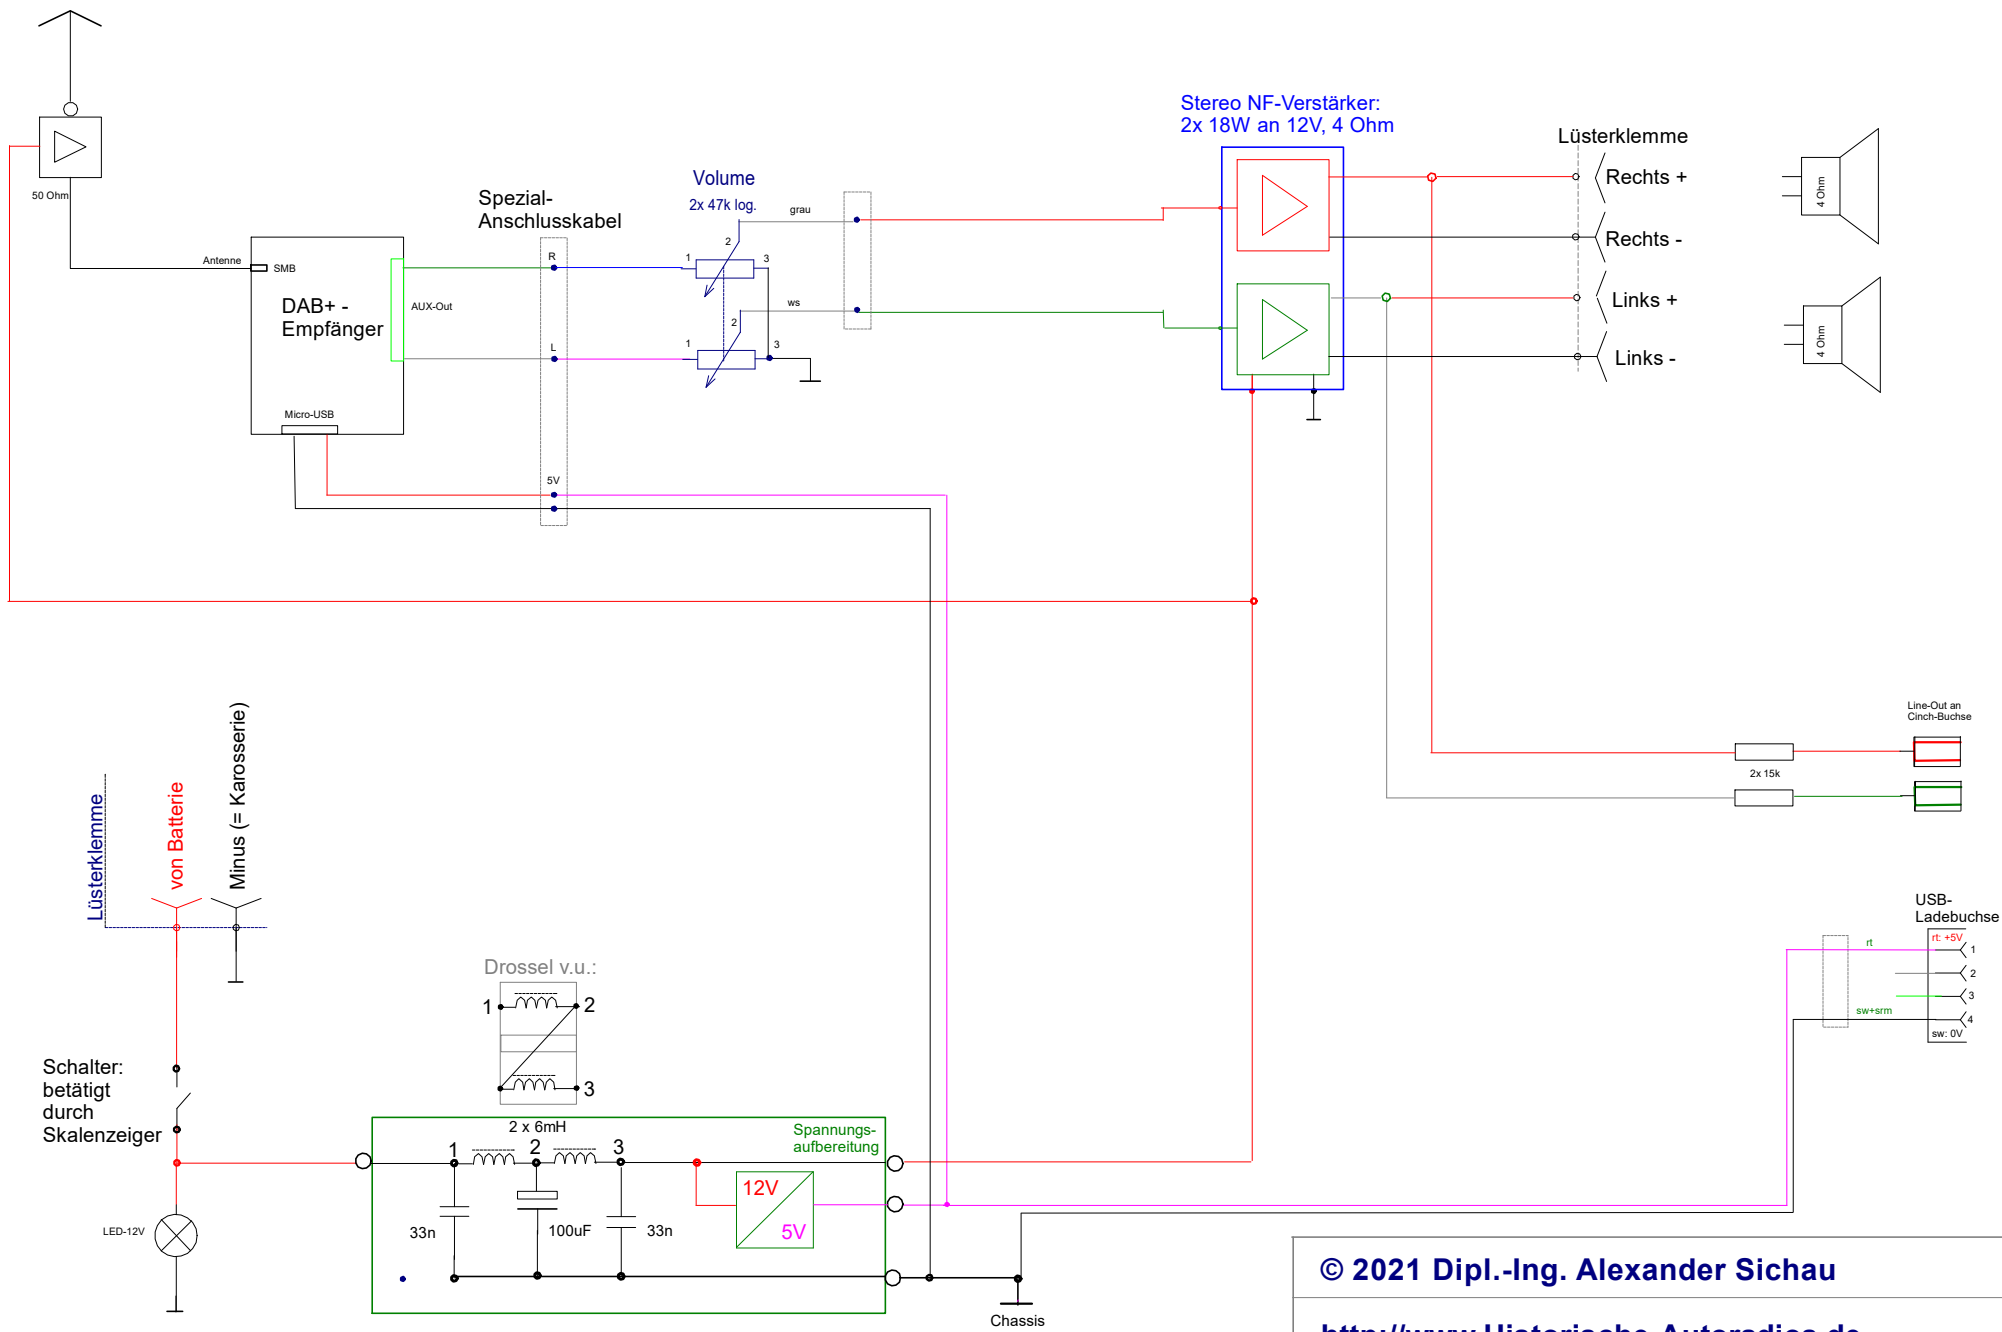 Stereo NF-Verstärker:
2x 18W an 12V, 4 Ohm
Lüsterklemme
Rechts +
4 Ohm
Rechts -
Links +
4 Ohm
Links -
50 Ohm
Spezial-
Anschlusskabel
Volume
2x 47k log.
grau
2
1
3
R
Antenne
SMB
DAB+ -
Empfänger
AUX-Out
ws
2
1
3
L
Micro-USB
5V
Line-Out an
Cinch-Buchse
2x 15k
Lüsterklemme
von Batterie
Minus (= Karosserie)
USB-
Ladebuchse
rt: +5V
rt
1
2
3
sw+srm
4
sw: 0V
Drossel v.u.:
1
2
3
Schalter:
betätigt
durch
Skalenzeiger
2 x 6mH
1
2
3
Spannungs-
aufbereitung
12V
5V
33n
100uF
33n
LED-12V
Chassis
© 2021 Dipl.-Ing. Alexander Sichau
http://www.Historische-Autoradios.de